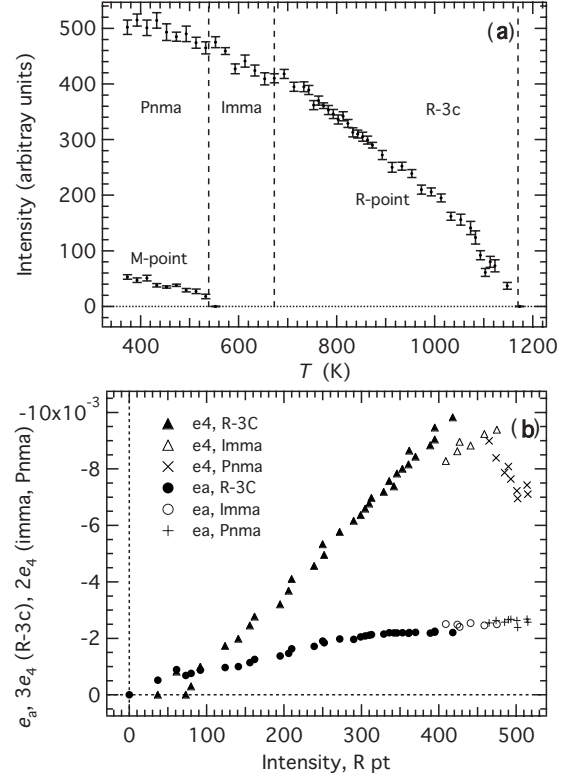 (a)
500
400
300
200
100
0
Intensity (arbitray units)
Pnma
Imma
R-3c
R-point
M-point
400
600
800
1000
1200
T (K)
-10x10-3
-8
-6
-4
-2
0
ea, 3e4 (R-3c), 2e4 (imma, Pnma)
(b)
e4, R-3C
e4, Imma
e4, Pnma
ea, R-3C
ea, Imma
ea, Pnma
0
100
200
300
400
500
Intensity, R pt